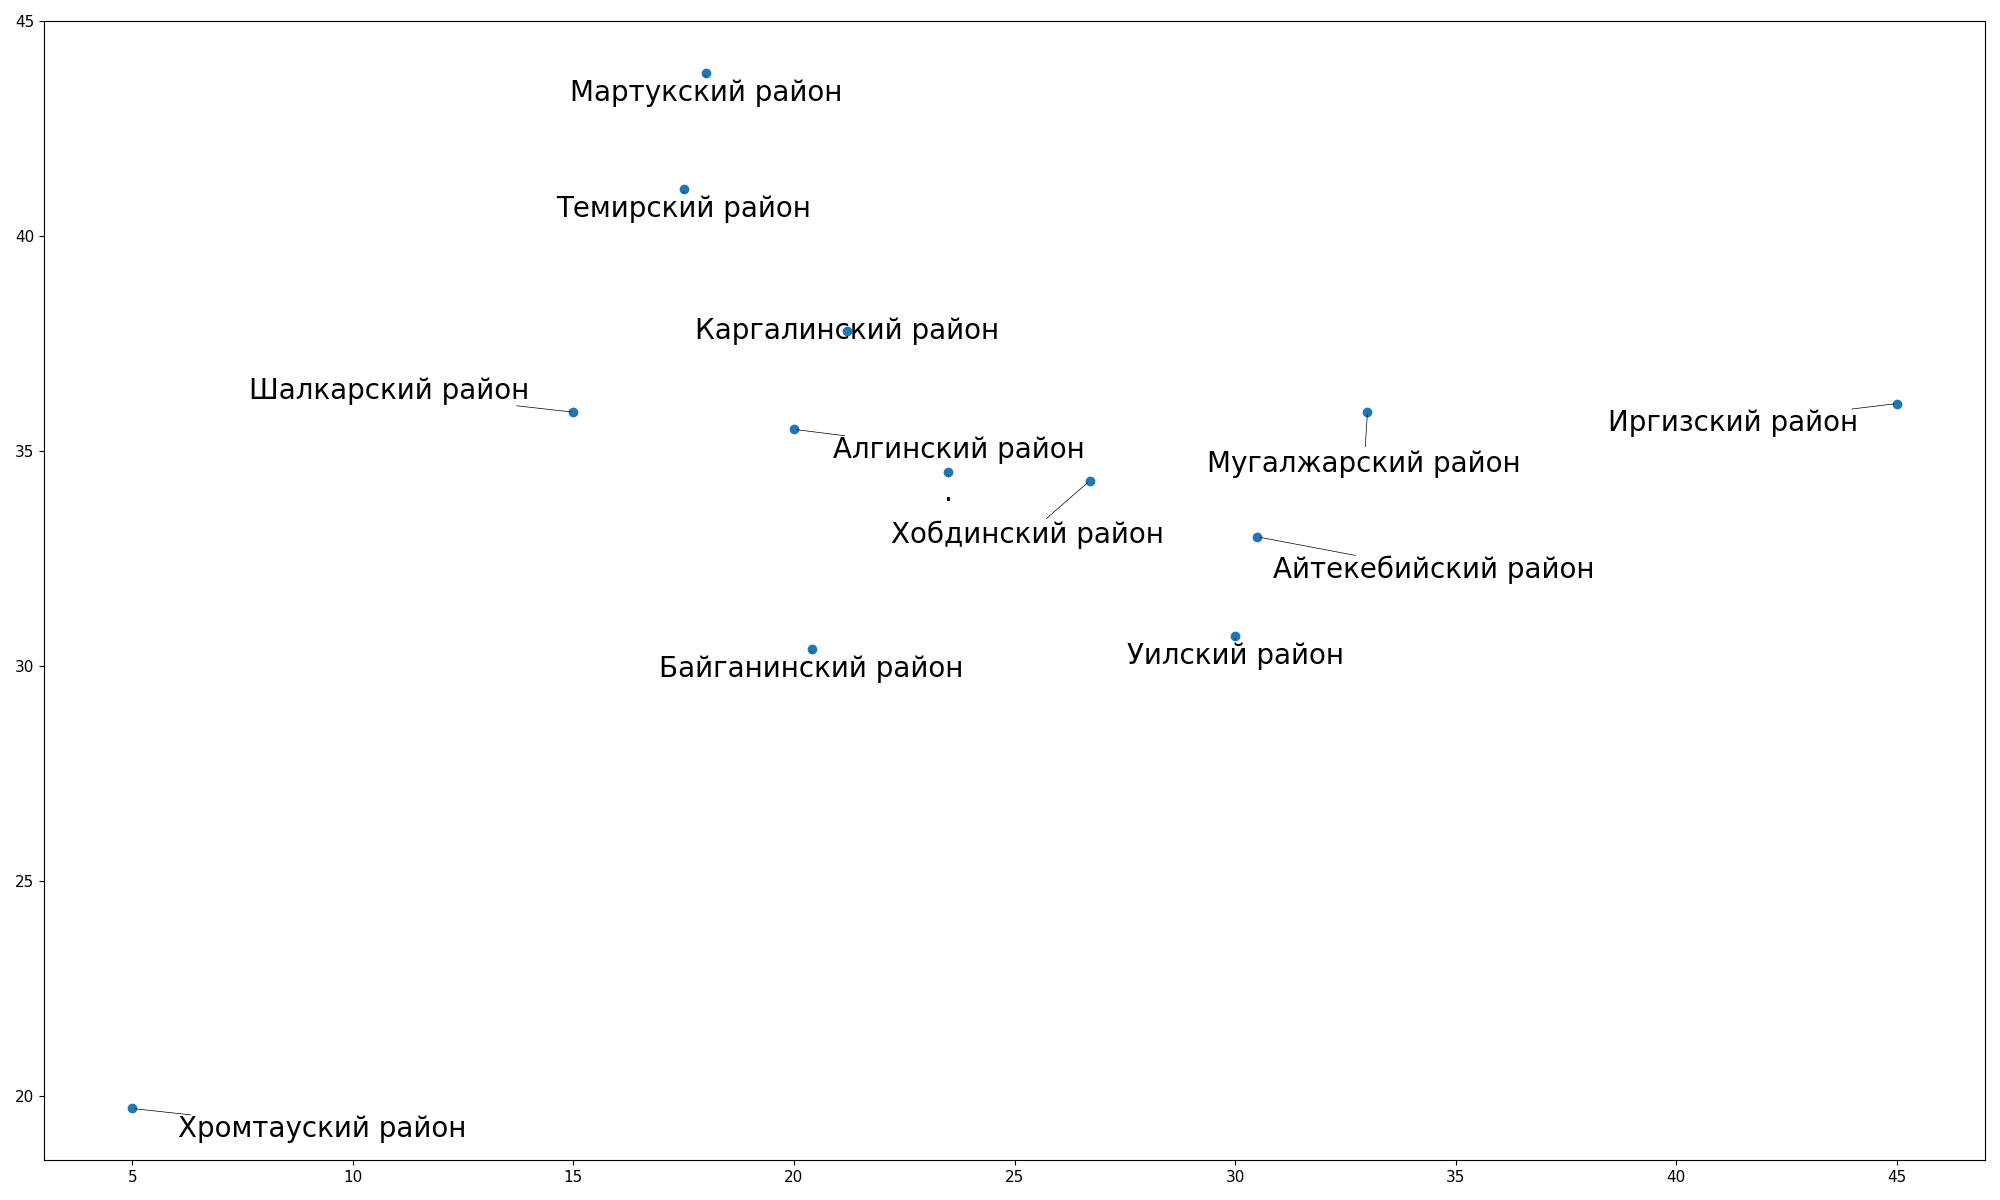 45
Мартукский район
Темирский район
40
Каргалинский район
Шалкарский район
Иргизский район
Алгинский район
35
Мугалжарский район
.
Хобдинский район
Айтекебийский район
Уилский район
30
Байганинский район
25
20
Хромтауский район
5 10 15 20 25 30 35 40 45